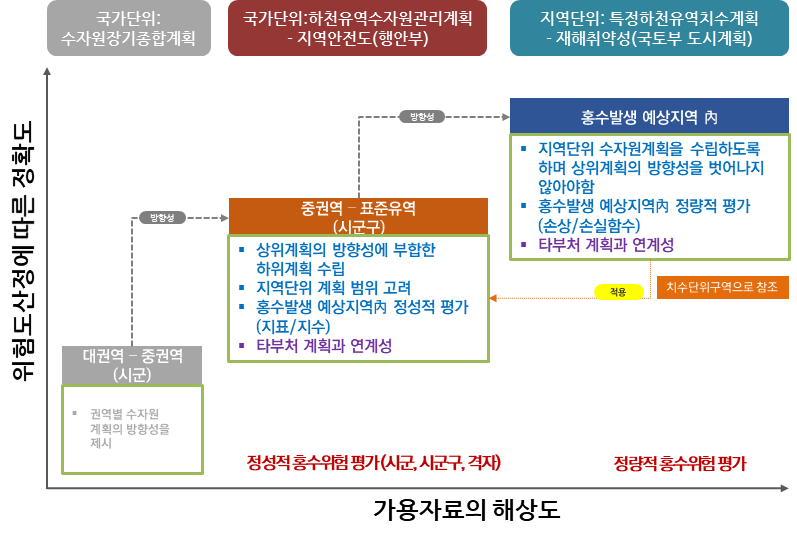 국가단위:
수자원장기종합계획
국가단위:하천유역수자원관리계획
- 지역안전도(행안부)
지역단위: 특정하천유역치수계획
- 재해취약성(국토부 도시계획)
위험도산정에 따른 정확도
방향성
홍수발생 예상지역 內
▪ 지역단위 수자원계획을 수립하도록
하며 상위계획의 방향성을 벗어나지
않아야함
▪ 홍수발생 예상지역內 정량적 평가
(손상/손실함수)
▪ 타부처 계획과 연계성
방향성
중권역 – 표준유역
(시군구)
▪ 상위계획의 방향성에 부합한
하위계획 수립
▪ 지역단위 계획 범위 고려
▪ 홍수발생 예상지역內 정성적 평가
(지표/지수)
▪ 타부처 계획과 연계성
적용
치수단위구역으로 참조
대권역 – 중권역
(시군)
▪ 권역별 수자원
계획의 방향성을
제시
정성적 홍수위험 평가(시군, 시군구, 격자)
정량적 홍수위험 평가
가용자료의 해상도